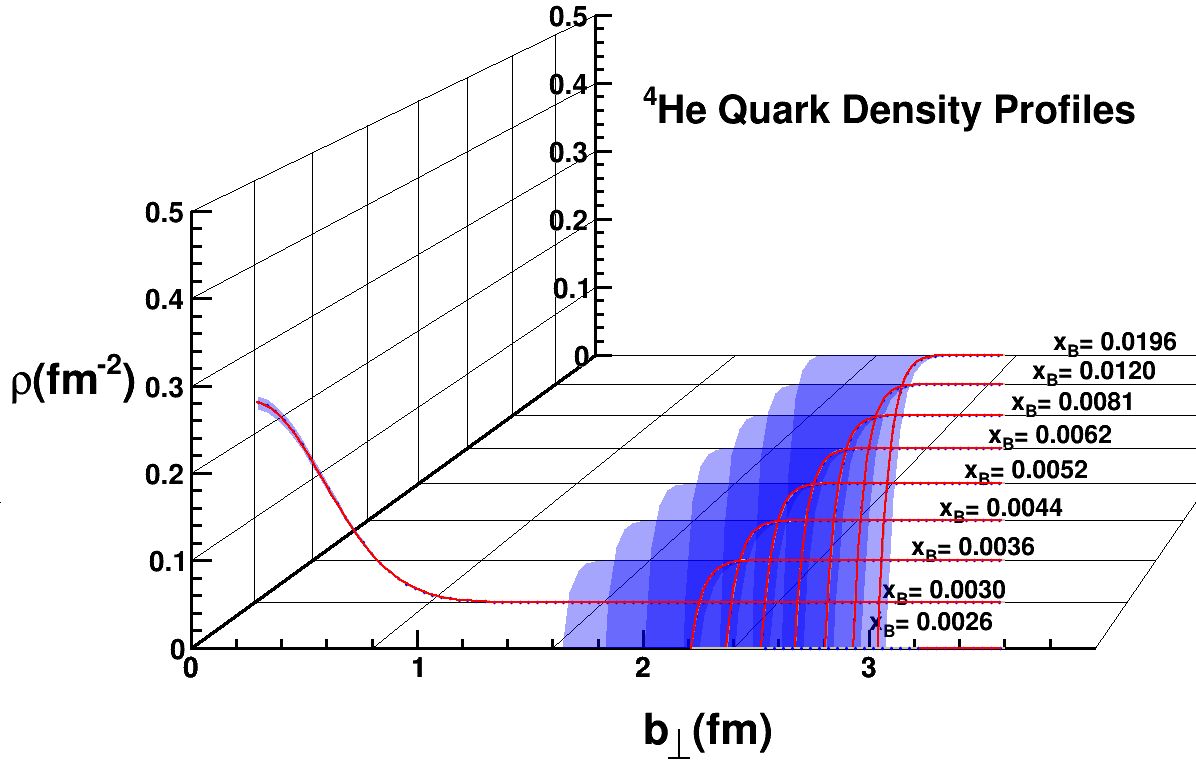 ⁴He Quark Density Profiles
0.5
0.4
0.3
0.2
0.1
0
ρ(fm⁻²)
0.5
0.4
0.3
0.2
0.1
0
x_B= 0.0196
x_B= 0.0120
x_B= 0.0081
x_B= 0.0062
x_B= 0.0052
x_B= 0.0044
x_B= 0.0036
x_B= 0.0030
x_B= 0.0026
0 1 2 3
b_⊥(fm)